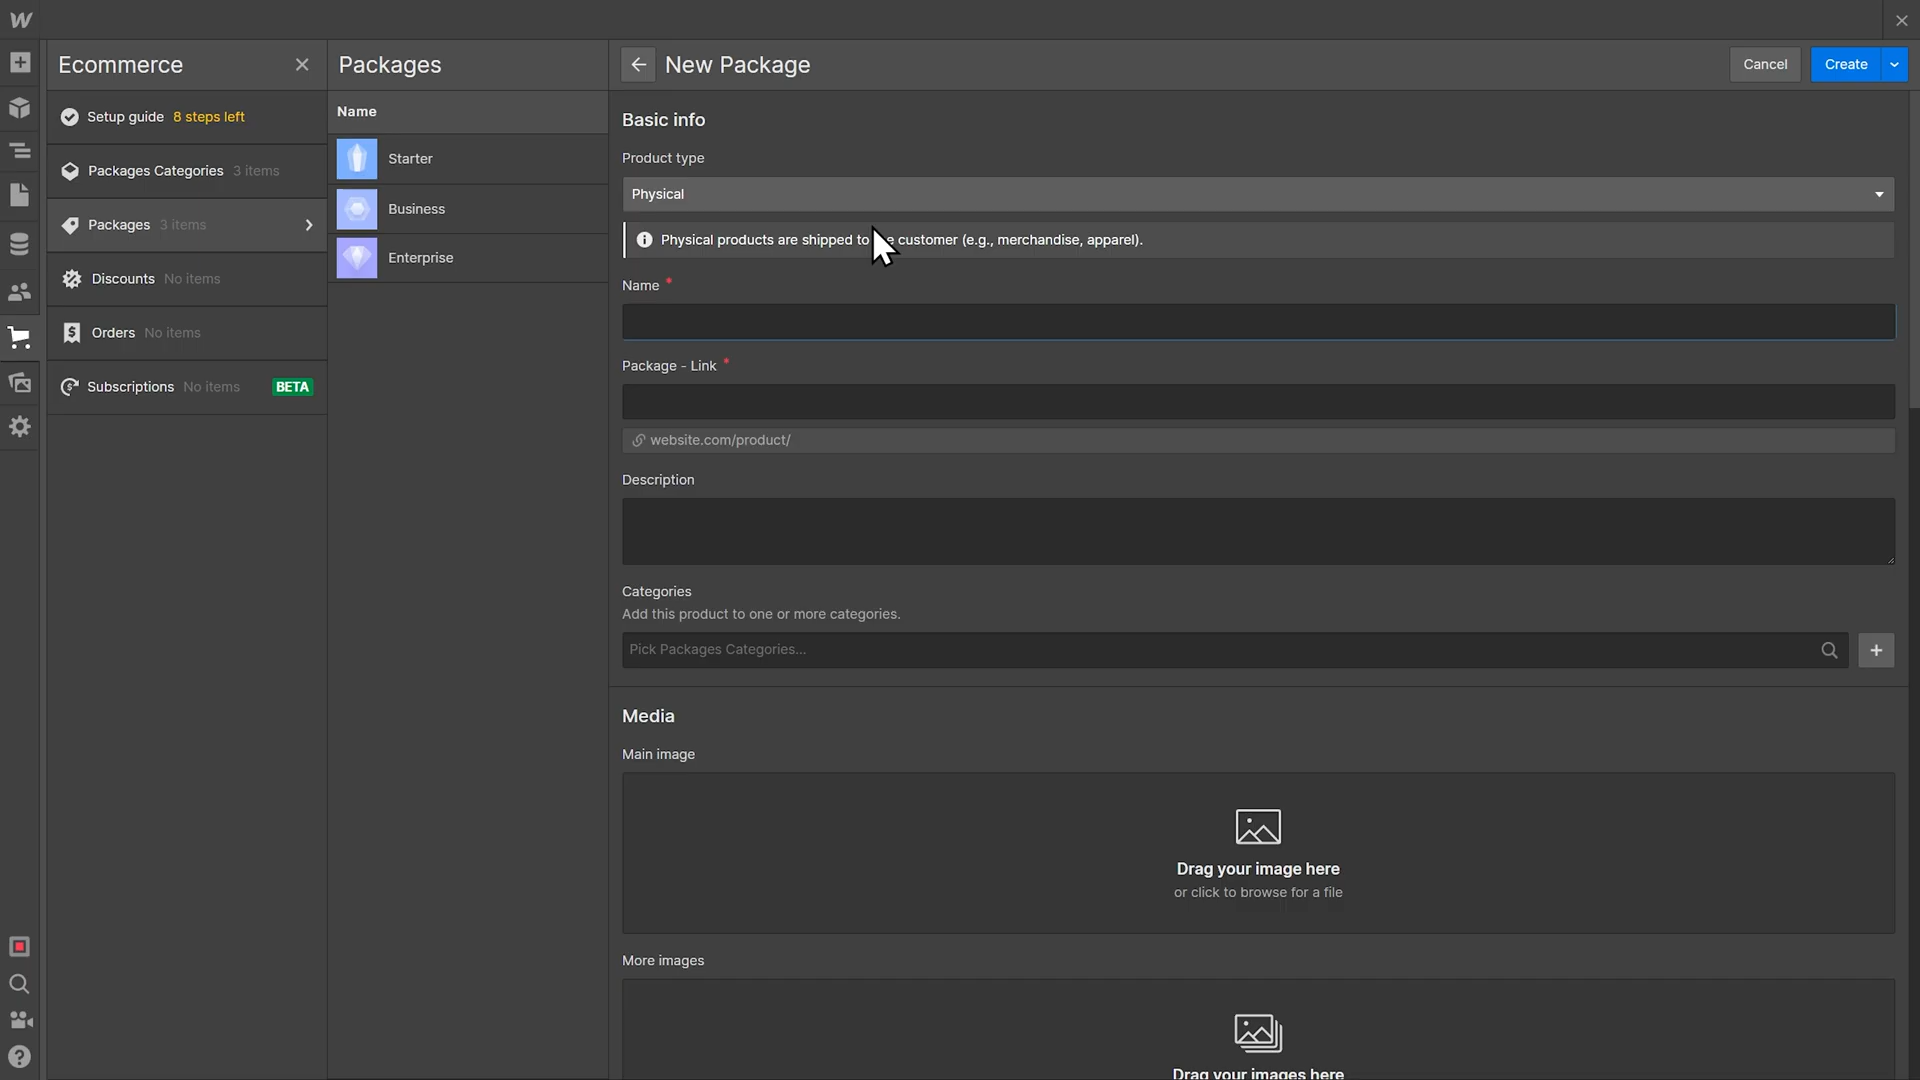 Ecommerce
Setup guide 8 steps left
Packages Categories 3 items
Packages 3 items
Discounts No items
Orders No items
Subscriptions No items BETA
Packages
Name
Starter
Business
Enterprise
New Package
Cancel
Create
Basic info
Product type
Physical
Physical products are shipped to e customer (e.g., merchandise, apparel).
Name *
Package - Link *
website.com/product/
Description
Categories
Add this product to one or more categories.
Pick Packages Categories...
Media
Main image
Drag your image here
or click to browse for a file
More images
Drag your images here